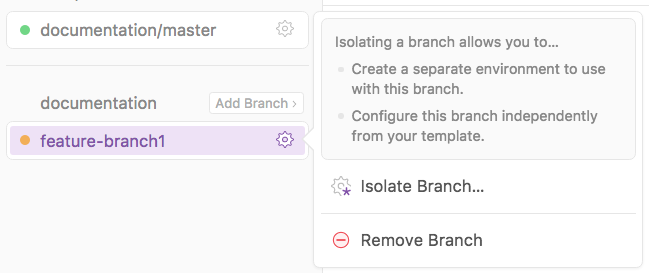 documentation/master
documentation
Add Branch ›
feature-branch1
Isolating a branch allows you to...
Create a separate environment to use
with this branch.
Configure this branch independently
from your template.
Isolate Branch...
Remove Branch